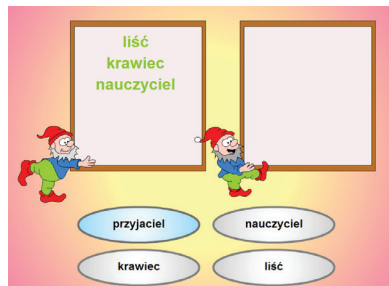 liść
krawiec
nauczyciel
przyjaciel nauczyciel
krawiec liść